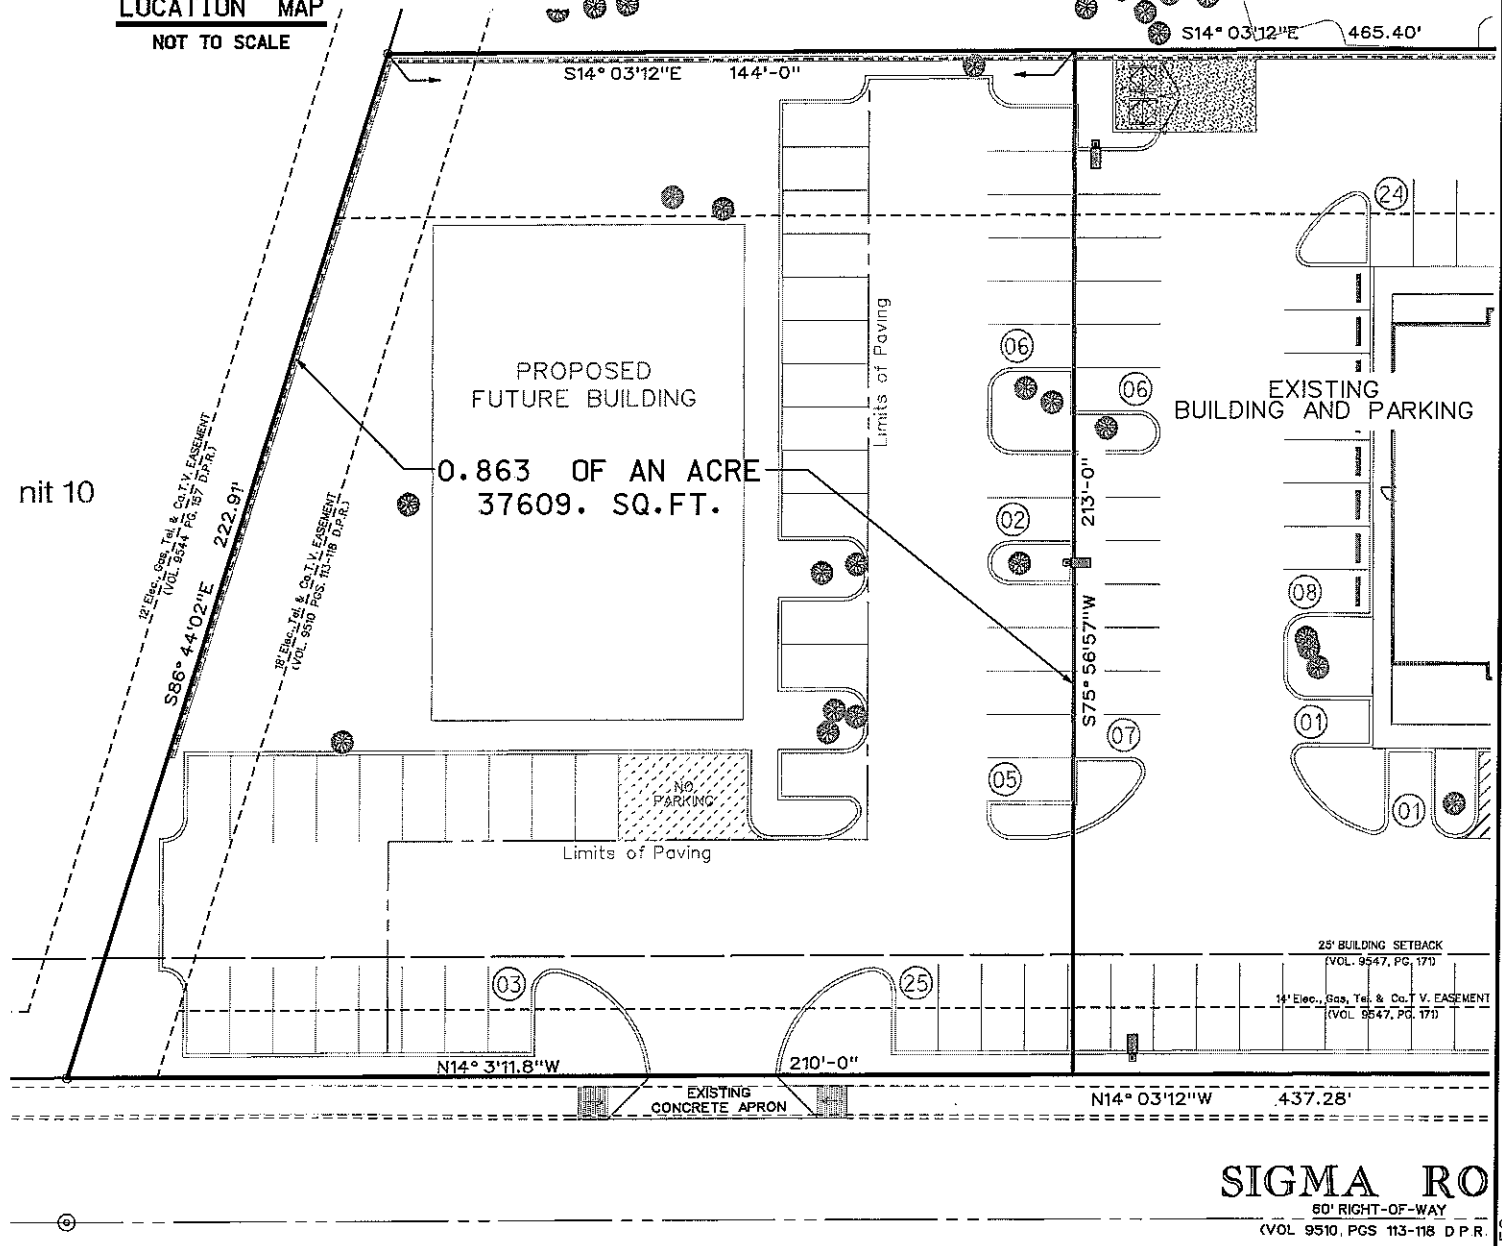 LOCATION MAP
NOT TO SCALE
S14° 03'12"E 465.40'
S14° 03'12"E 144'-0"
24
Limits of Paving
PROPOSED
FUTURE BUILDING
06
06
EXISTING
BUILDING AND PARKING
0.863 OF AN ACRE
37609. SQ.FT.
nit 10
12' Elec., Gas, Tel. & Ca.T.V. EASEMENT
(VOL. 9544 PG. 157 D.P.R.)
S86° 44'02"E 222.91'
18' Elec., Tel. & Ca.T.V. EASEMENT
(VOL. 9510 PGS. 113-118 D.P.R.)
213'-0"
S75° 56'57"W
02
08
01
07
05
01
NO
PARKING
Limits of Paving
25' BUILDING SETBACK
(VOL. 9547, PG. 171)
03
25
14' Elec., Gas, Tel. & Ca.T V. EASEMENT
(VOL 9547, PG. 171)
N14° 3'11.8"W 210'-0"
EXISTING
CONCRETE APRON
N14° 03'12"W 437.28'
SIGMA RO
60' RIGHT-OF-WAY
(VOL 9510, PGS 113-118 D P R.